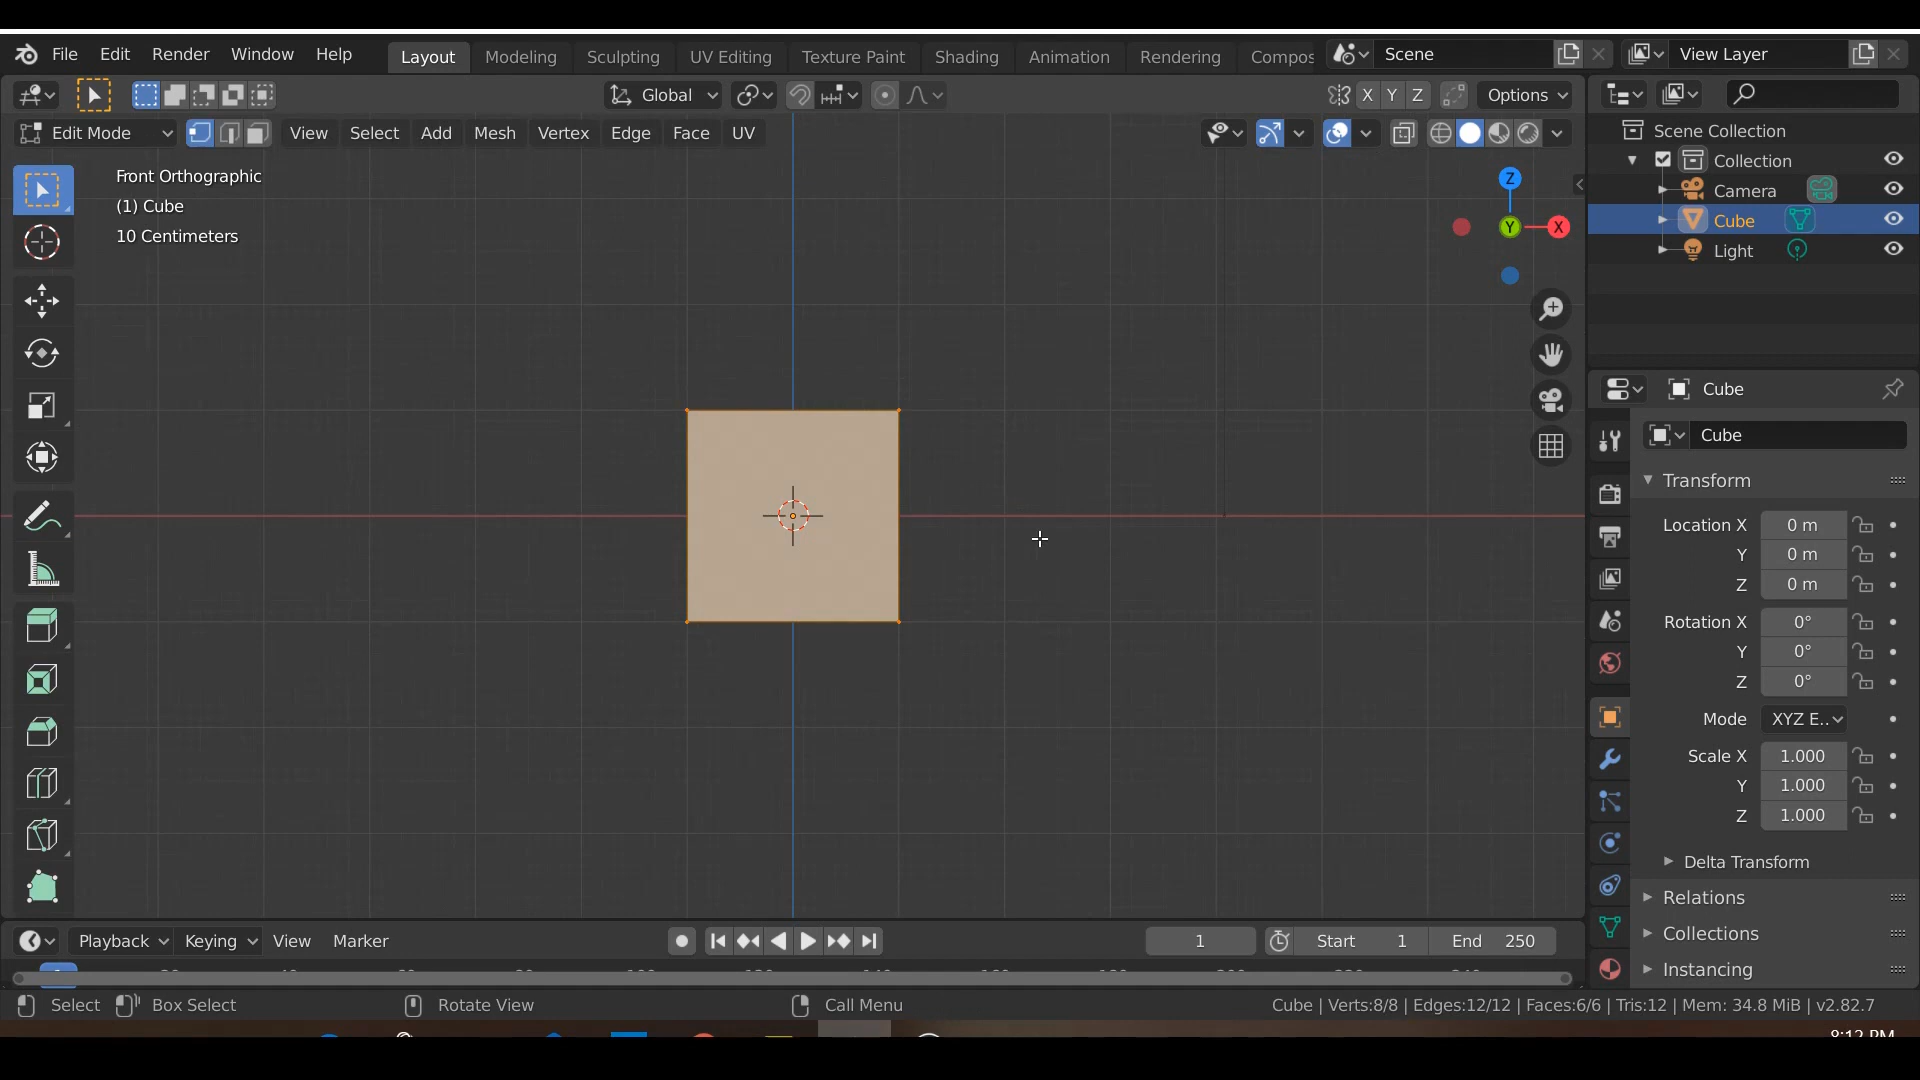 File Edit Render Window Help Layout Modeling Sculpting UV Editing Texture Paint Shading Animation Rendering Compos Scene View Layer
Global X Y Z Options
Edit Mode View Select Add Mesh Vertex Edge Face UV
Scene Collection
Collection
Camera
Cube
Light
Front Orthographic
(1) Cube
10 Centimeters
Z
Y
X
Cube
Cube
Transform
Location X 0 m
Y 0 m
Z 0 m
Rotation X 0°
Y 0°
Z 0°
Mode XYZ E..
Scale X 1.000
Y 1.000
Z 1.000
Delta Transform
Relations
Collections
Instancing
Playback Keying View Marker 1 Start 1 End 250
Select Box Select Rotate View Call Menu Cube | Verts:8/8 | Edges:12/12 | Faces:6/6 | Tris:12 | Mem: 34.8 MiB | v2.82.7
8:12 PM